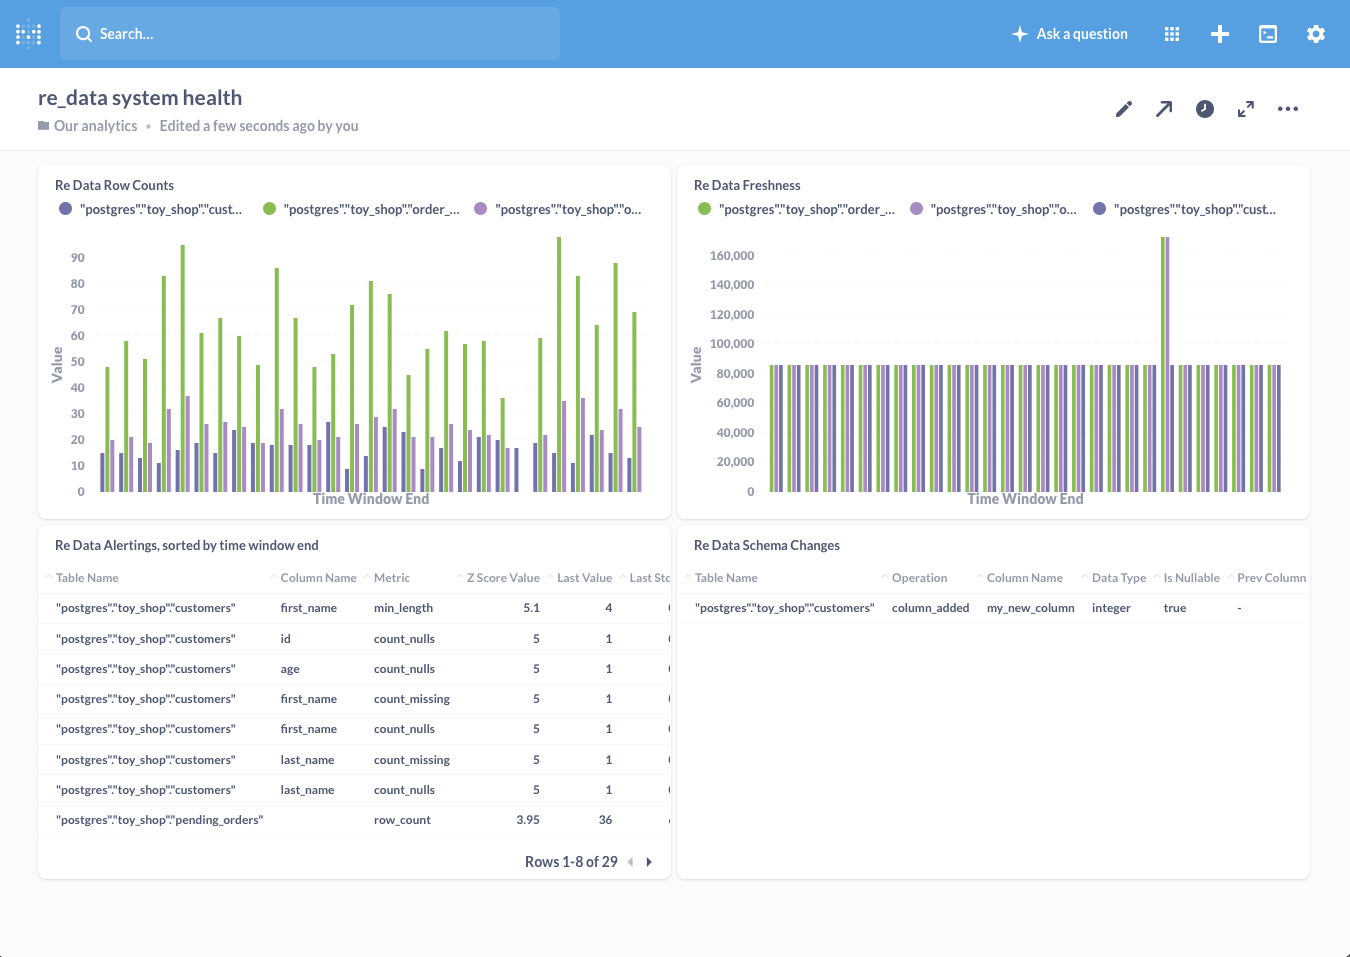 Search...
Ask a question
re_data system health
Our analytics • Edited a few seconds ago by you
Re Data Row Counts
"postgres"."toy_shop"."cust... "postgres"."toy_shop"."order_... "postgres"."toy_shop"."o...
90
80
70
60
50
40
30
20
10
0
Value
Time Window End
Re Data Freshness
"postgres"."toy_shop"."order_... "postgres"."toy_shop"."o... "postgres"."toy_shop"."cust...
160,000
140,000
120,000
100,000
80,000
60,000
40,000
20,000
0
Value
Time Window End
Re Data Alertings, sorted by time window end
Table Name Column Name Metric Z Score Value Last Value Last Std
"postgres"."toy_shop"."customers" first_name min_length 5.1 4
"postgres"."toy_shop"."customers" id count_nulls 5 1
"postgres"."toy_shop"."customers" age count_nulls 5 1
"postgres"."toy_shop"."customers" first_name count_missing 5 1
"postgres"."toy_shop"."customers" first_name count_nulls 5 1
"postgres"."toy_shop"."customers" last_name count_missing 5 1
"postgres"."toy_shop"."customers" last_name count_nulls 5 1
"postgres"."toy_shop"."pending_orders" row_count 3.95 36
Rows 1-8 of 29
Re Data Schema Changes
Table Name Operation Column Name Data Type Is Nullable Prev Column
"postgres"."toy_shop"."customers" column_added my_new_column integer true -